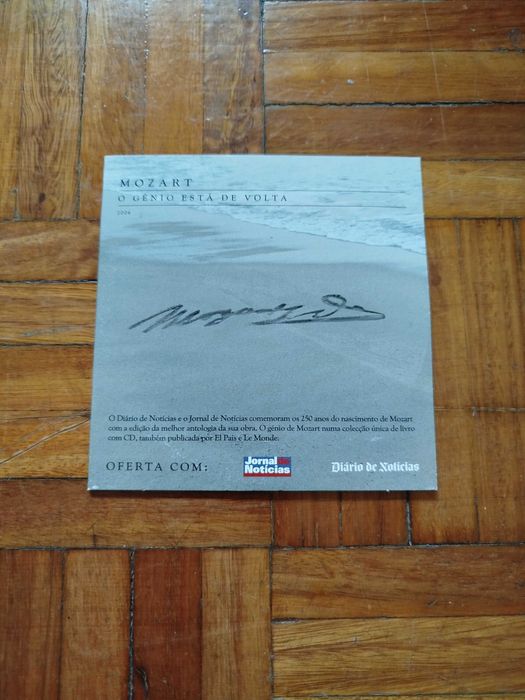 MOZART
O GÉNIO ESTÁ DE VOLTA
2006
O Diário de Notícias e o Jornal de Notícias comemoram os 250 anos do nascimento de Mozart
com a edição da melhor antologia da sua obra. O génio de Mozart numa colecção única de livro
com CD, também publicada por El País e Le Monde.
OFERTA COM:
Jornal de
Notícias
Diário de Notícias